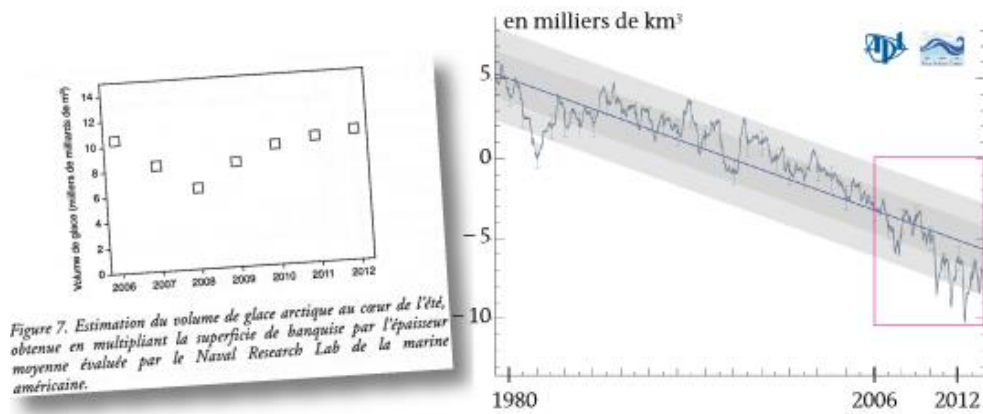 14
12
10
8
6
4
2
0
Volume de glace (milliers de milliards de m³)
2006 2007 2008 2009 2010 2011 2012
Figure 7. Estimation du volume de glace arctique au cœur de l'été,
obtenue en multipliant la superficie de banquise par l'épaisseur
moyenne évaluée par le Naval Research Lab de la marine
américaine.
en milliers de km³
5
0
−5
−10
1980 2006 2012